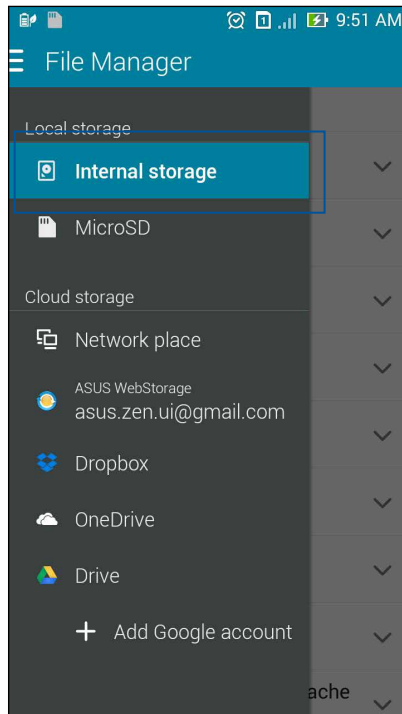 1 9:51 AM
File Manager
Local storage
Internal storage
MicroSD
Cloud storage
Network place
ASUS WebStorage
asus.zen.ui@gmail.com
Dropbox
OneDrive
Drive
+ Add Google account
ache